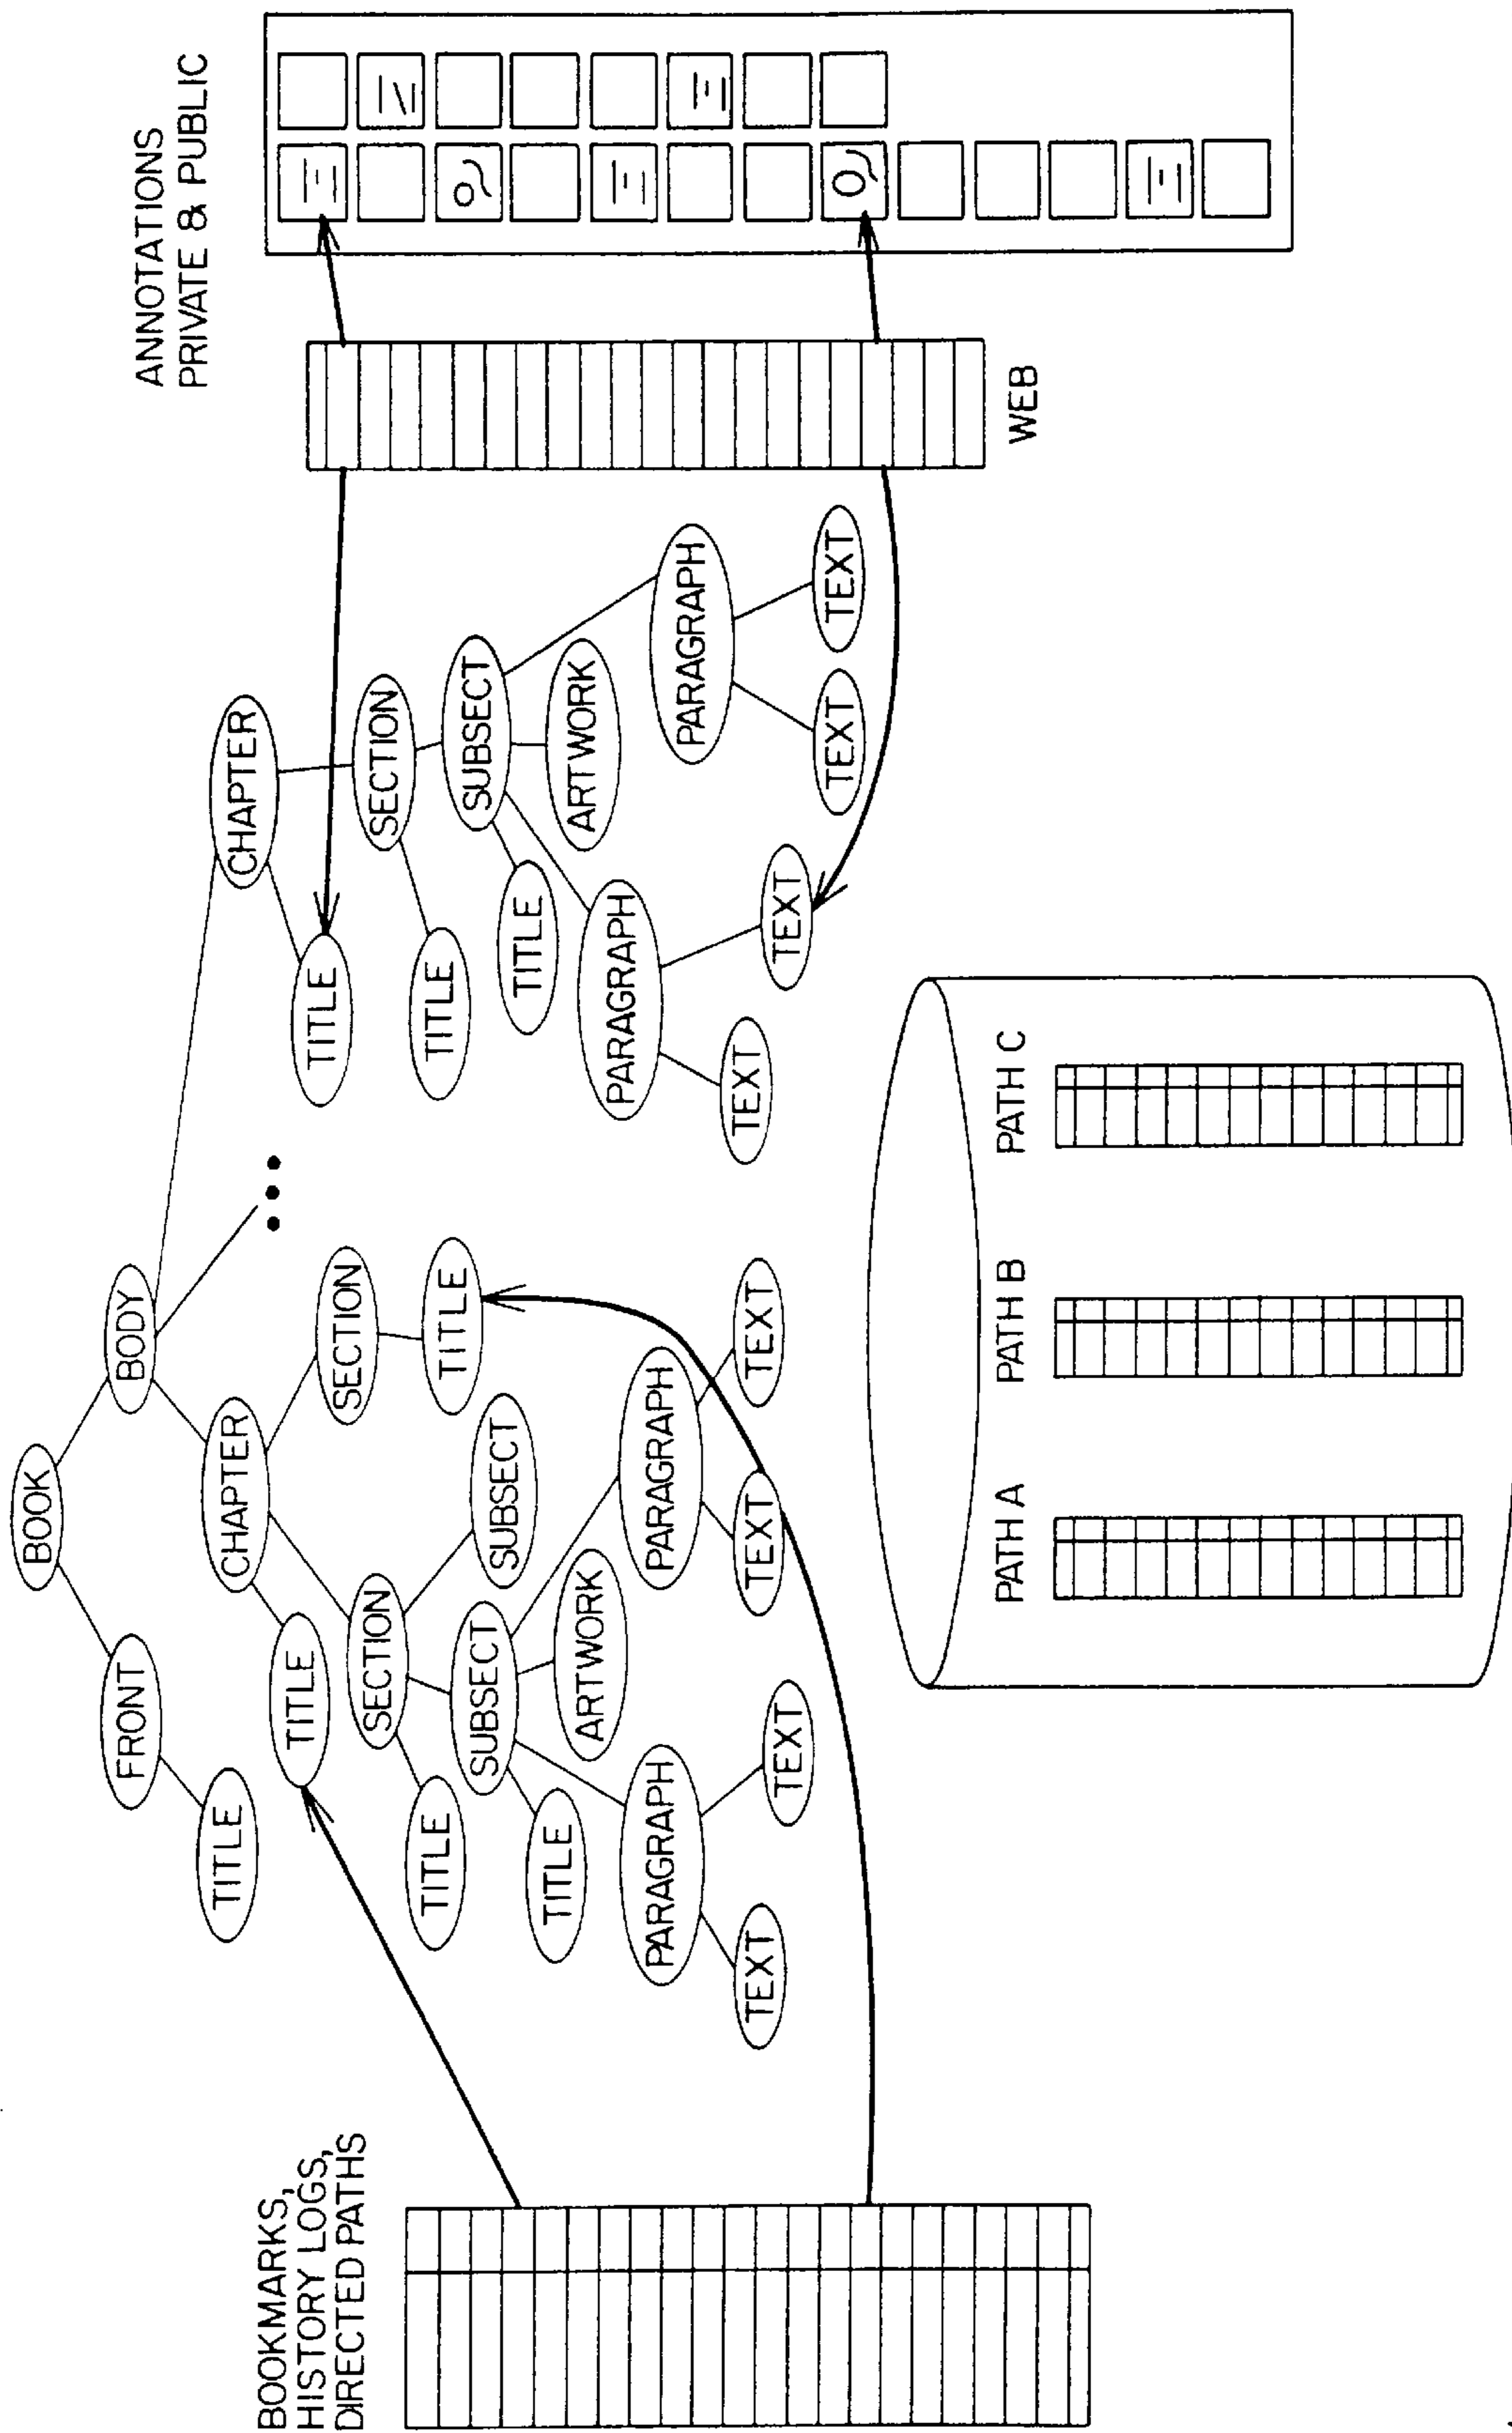 BOOK
FRONT
BODY
TITLE
CHAPTER
•••
CHAPTER
TITLE
SECTION
TITLE
SECTION
SECTION
TITLE
TITLE
TITLE
SUBSECT
SUBSECT
SUBSECT
TITLE
ARTWORK
TITLE
ARTWORK
PARAGRAPH
PARAGRAPH
PARAGRAPH
PARAGRAPH
TEXT
TEXT
TEXT
TEXT
TEXT
TEXT
TEXT
TEXT
BOOKMARKS,
HISTORY LOGS,
DIRECTED PATHS
ANNOTATIONS
PRIVATE & PUBLIC
WEB
PATH A
PATH B
PATH C